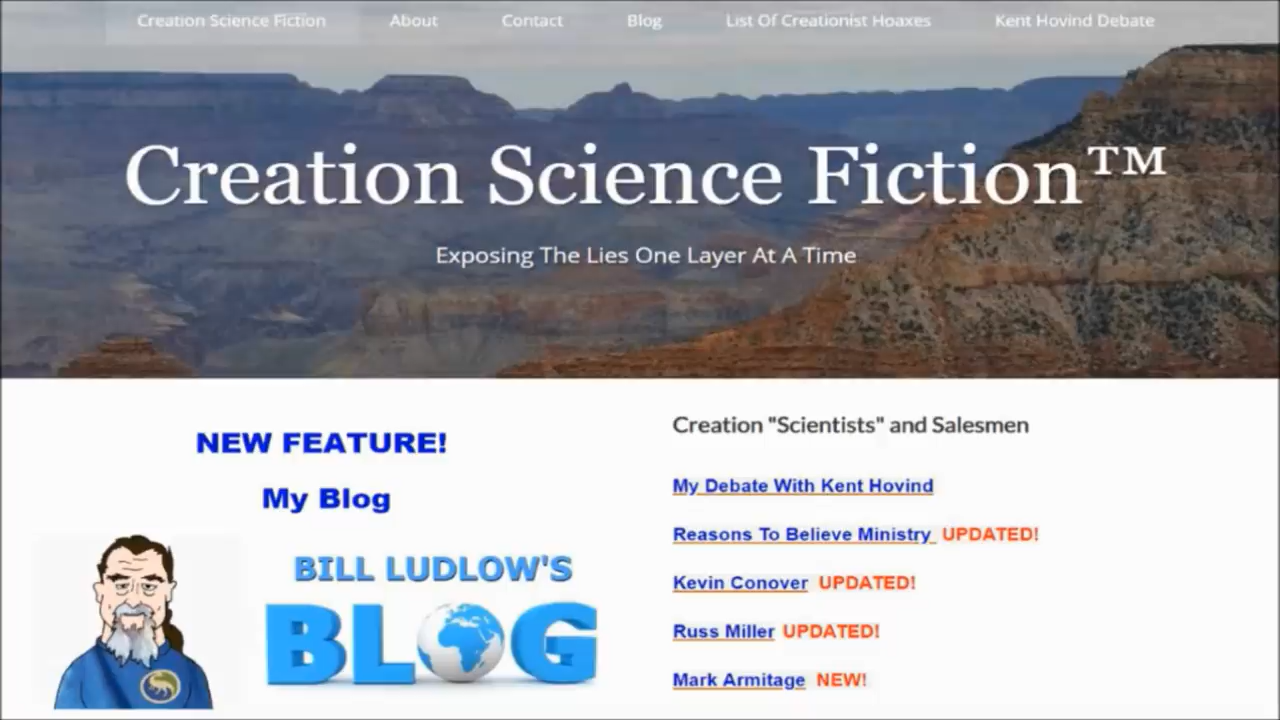 Creation Science Fiction About Contact Blog List Of Creationist Hoaxes Kent Hovind Debate
Creation Science Fiction™
Exposing The Lies One Layer At A Time
NEW FEATURE!
My Blog
BILL LUDLOW'S
BLOG
Creation "Scientists" and Salesmen
My Debate With Kent Hovind
Reasons To Believe Ministry UPDATED!
Kevin Conover UPDATED!
Russ Miller UPDATED!
Mark Armitage NEW!